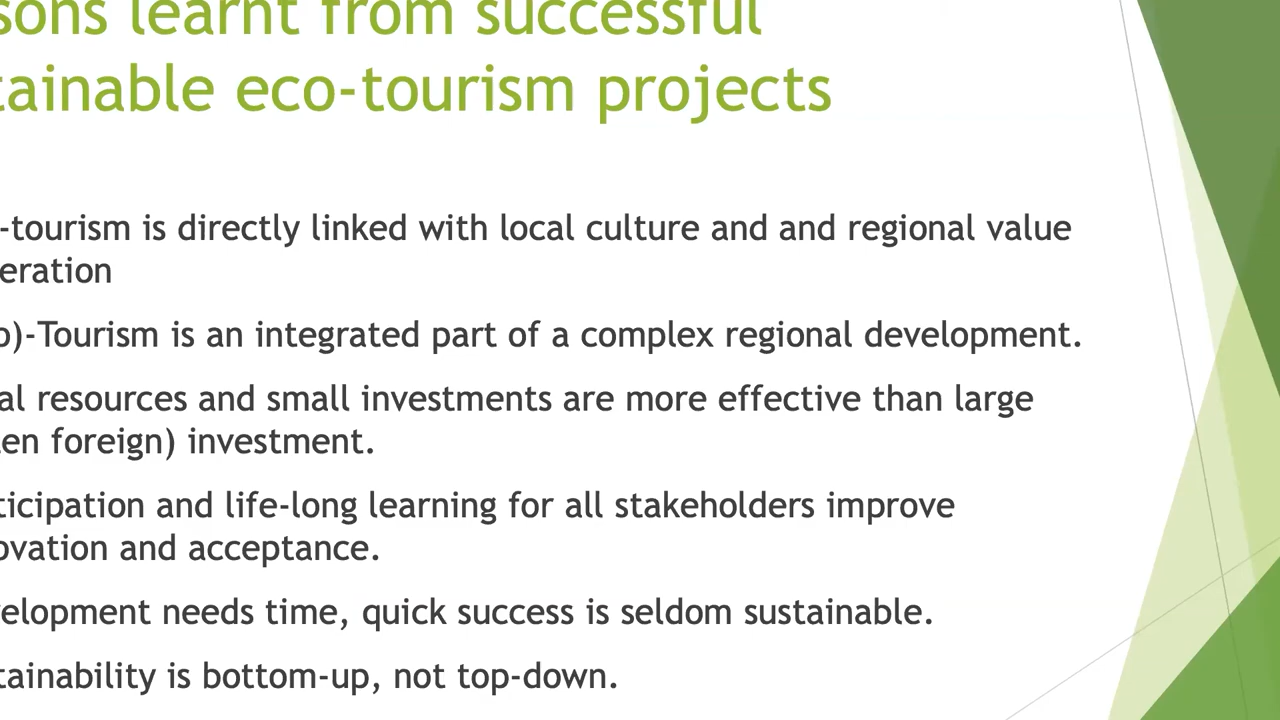 sons learnt from successful
tainable eco-tourism projects
-tourism is directly linked with local culture and and regional value
eration
o)-Tourism is an integrated part of a complex regional development.
al resources and small investments are more effective than large
en foreign) investment.
ticipation and life-long learning for all stakeholders improve
ovation and acceptance.
velopment needs time, quick success is seldom sustainable.
tainability is bottom-up, not top-down.